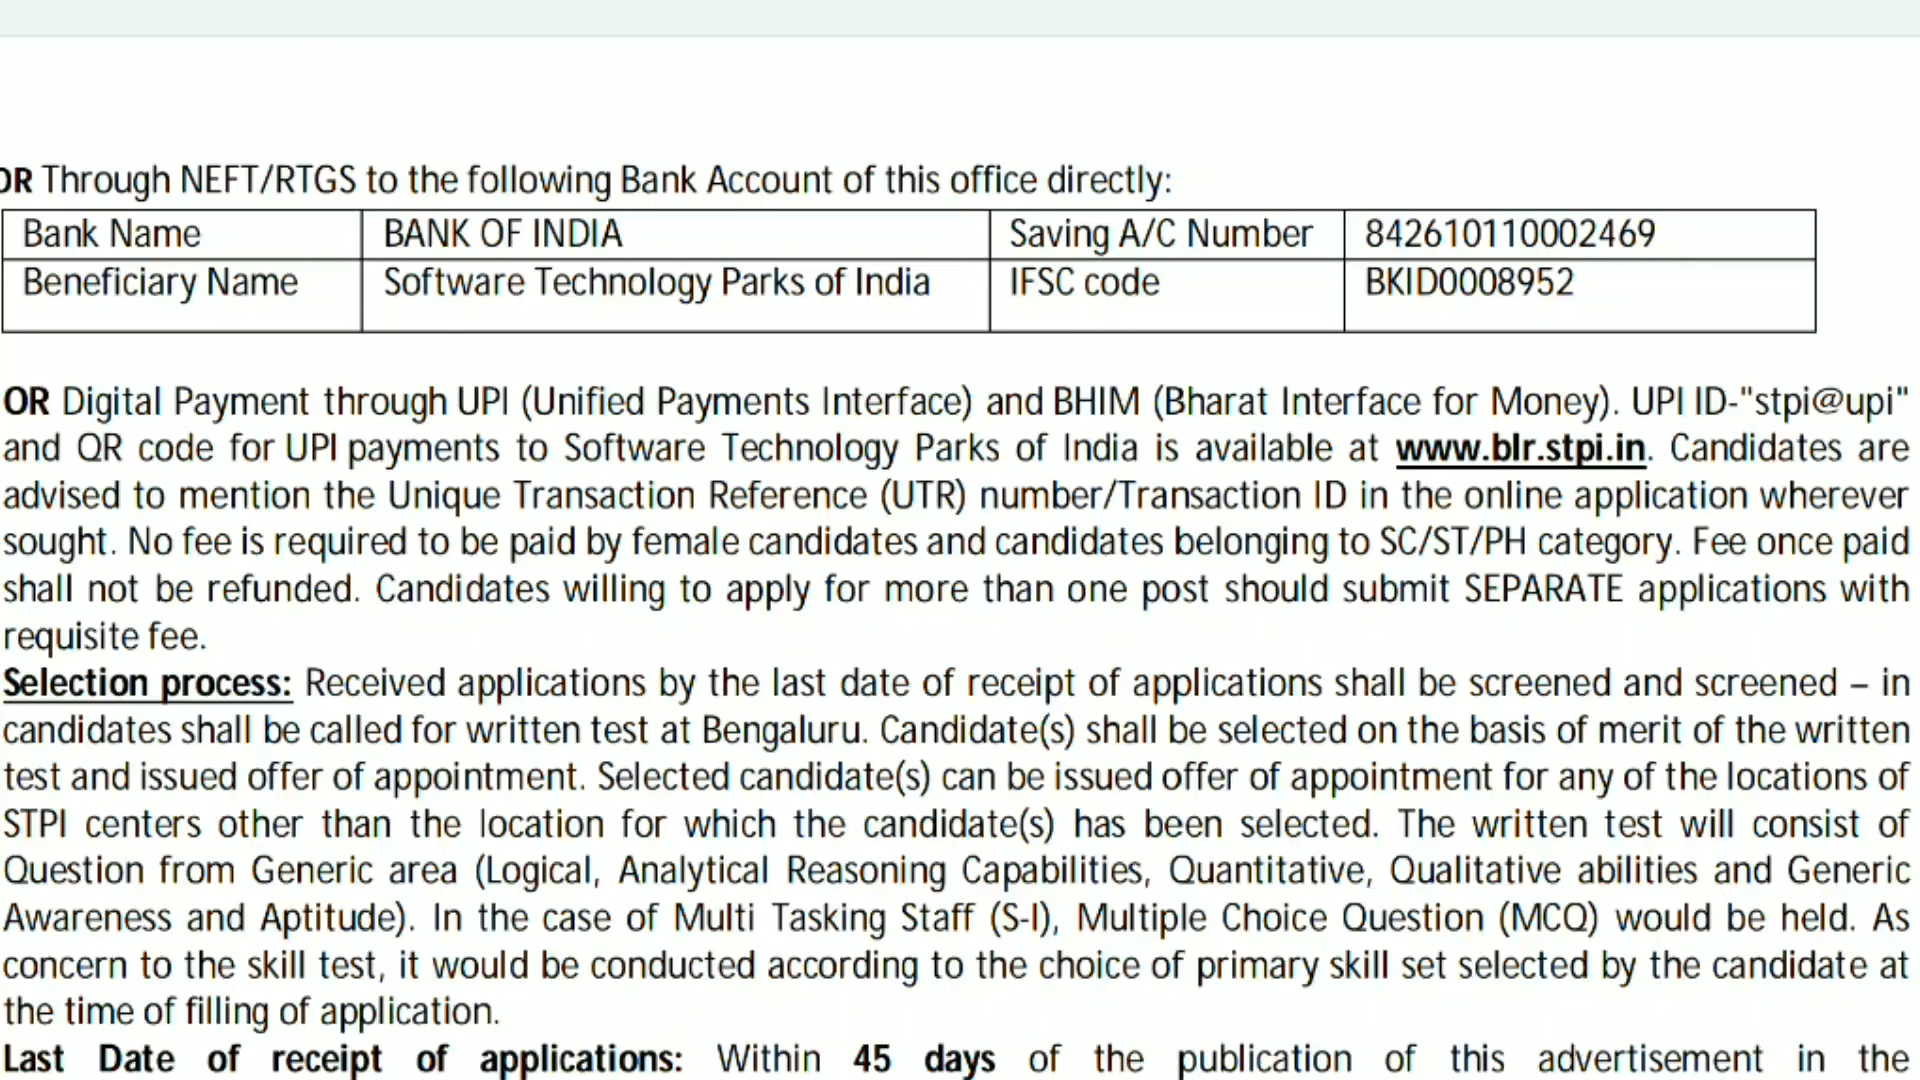 OR Through NEFT/RTGS to the following Bank Account of this office directly:
Bank Name BANK OF INDIA Saving A/C Number 842610110002469
Beneficiary Name Software Technology Parks of India IFSC code BKID0008952
OR Digital Payment through UPI (Unified Payments Interface) and BHIM (Bharat Interface for Money). UPI ID-"stpi@upi"
and QR code for UPI payments to Software Technology Parks of India is available at www.blr.stpi.in. Candidates are
advised to mention the Unique Transaction Reference (UTR) number/Transaction ID in the online application wherever
sought. No fee is required to be paid by female candidates and candidates belonging to SC/ST/PH category. Fee once paid
shall not be refunded. Candidates willing to apply for more than one post should submit SEPARATE applications with
requisite fee.
Selection process: Received applications by the last date of receipt of applications shall be screened and screened – in
candidates shall be called for written test at Bengaluru. Candidate(s) shall be selected on the basis of merit of the written
test and issued offer of appointment. Selected candidate(s) can be issued offer of appointment for any of the locations of
STPI centers other than the location for which the candidate(s) has been selected. The written test will consist of
Question from Generic area (Logical, Analytical Reasoning Capabilities, Quantitative, Qualitative abilities and Generic
Awareness and Aptitude). In the case of Multi Tasking Staff (S-I), Multiple Choice Question (MCQ) would be held. As
concern to the skill test, it would be conducted according to the choice of primary skill set selected by the candidate at
the time of filling of application.
Last Date of receipt of applications: Within 45 days of the publication of this advertisement in the